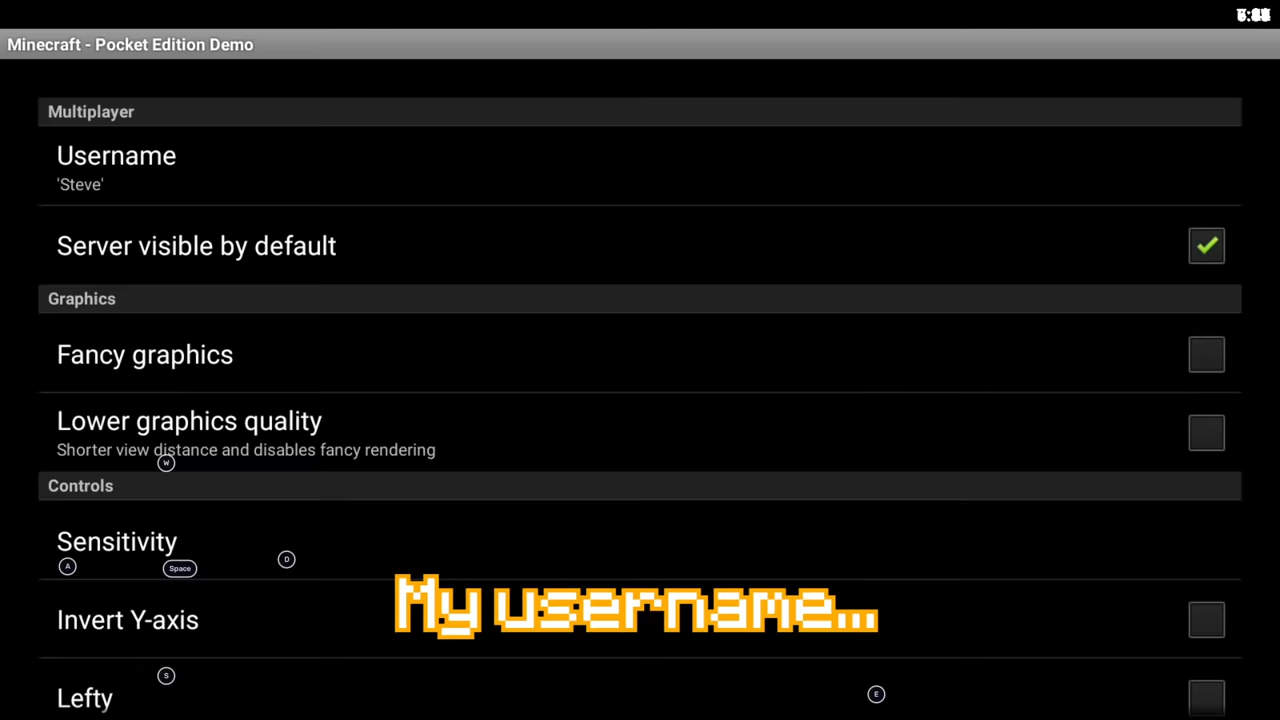 Minecraft - Pocket Edition Demo
Multiplayer
Username
'Steve'
Server visible by default
Graphics
Fancy graphics
Lower graphics quality
Shorter view distance and disables fancy rendering
W
Controls
Sensitivity
A
Space
D
My username...
Invert Y-axis
S
Lefty
E